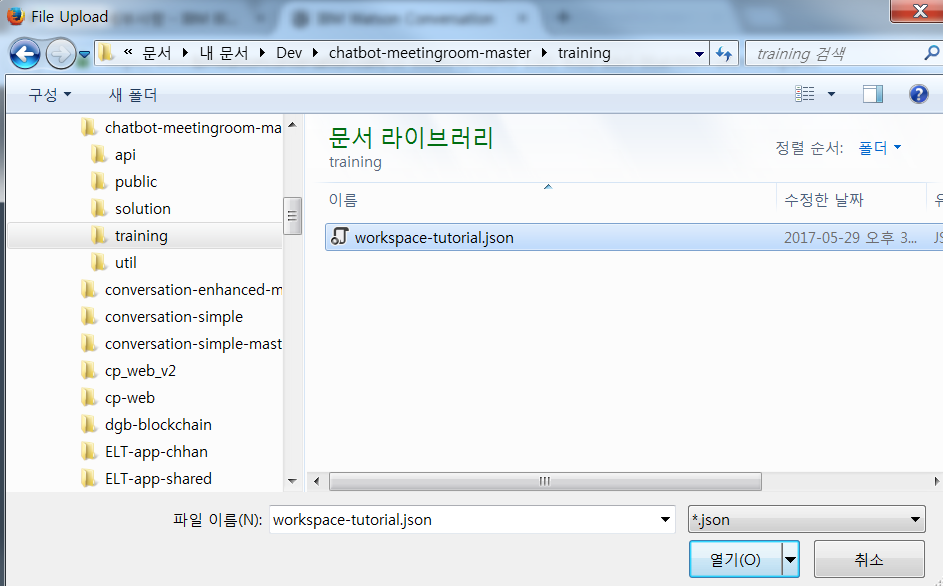 File Upload
IBM Watson Conversation
« 문서 내 문서 Dev chatbot-meetingroom-master training
training 검색
구성 새 폴더
chatbot-meetingroom-ma
api
public
solution
training
util
conversation-enhanced-m
conversation-simple
conversation-simple-mast
cp_web_v2
cp-web
dgb-blockchain
ELT-app-chhan
ELT-app-shared
문서 라이브러리
training
정렬 순서: 폴더
이름 수정한 날짜
workspace-tutorial.json 2017-05-29 오후 3... JS
파일 이름(N): workspace-tutorial.json
*.json
열기(O) 취소